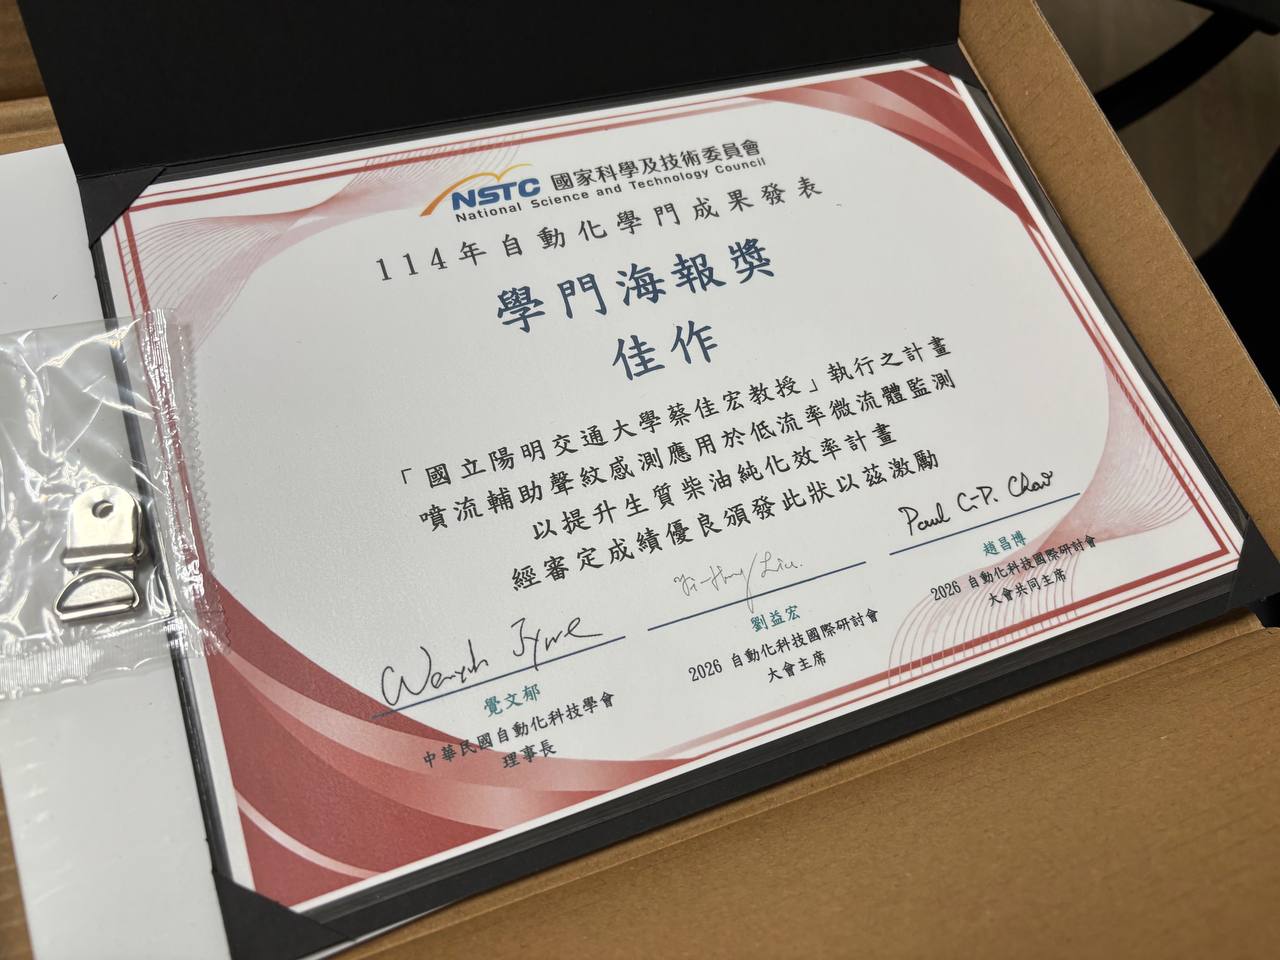 NSTC 國家科學及技術委員會
National Science and Technology Council
114年自動化學門成果發表
學門海報獎
佳作
「國立陽明交通大學蔡佳宏教授」執行之計畫
噴流輔助聲紋感測應用於低流率微流體監測
以提升生質柴油純化效率計畫
經審定成績優良頒發此狀以茲激勵
覺文郁
中華民國自動化科技學會
理事長
Yi-Hung Liu
劉益宏
2026 自動化科技國際研討會
大會主席
Paul C.-P. Chao
趙昌博
2026 自動化科技國際研討會
大會共同主席